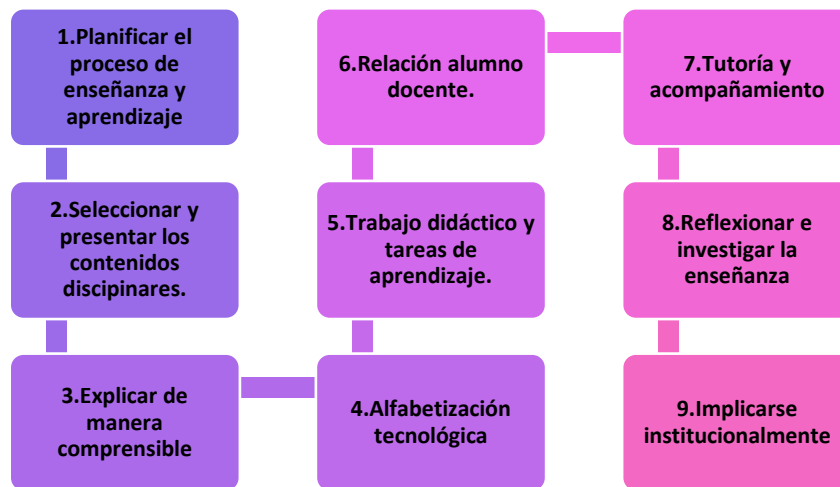 1.Planificar el
proceso de
enseñanza y
aprendizaje
2.Seleccionar y
presentar los
contenidos
discipinares.
3.Explicar de
manera
comprensible
4.Alfabetización
tecnológica
5.Trabajo didáctico y
tareas de
aprendizaje.
6.Relación alumno
docente.
7.Tutoría y
acompañamiento
8.Reflexionar e
investigar la
enseñanza
9.Implicarse
institucionalmente